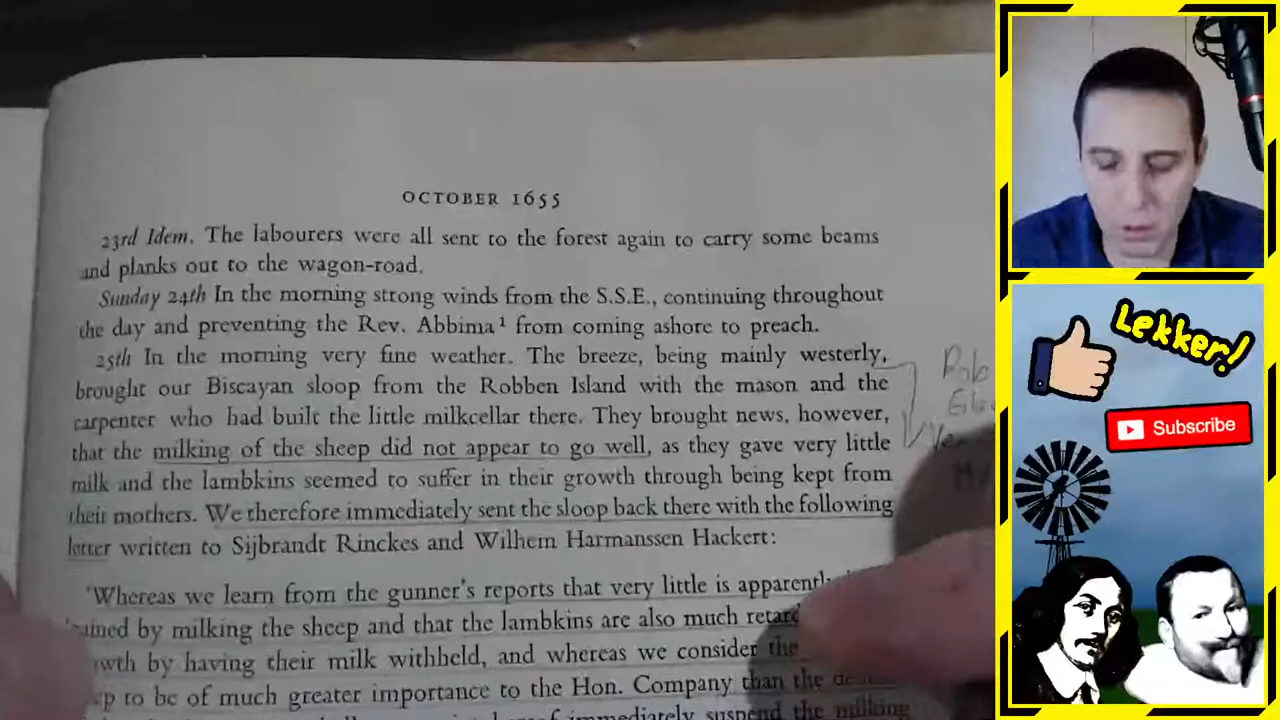 OCTOBER 1655
23rd Idem. The labourers were all sent to the forest again to carry some beams
and planks out to the wagon-road.
Sunday 24th In the morning strong winds from the S.S.E., continuing throughout
the day and preventing the Rev. Abbima¹ from coming ashore to preach.
25th In the morning very fine weather. The breeze, being mainly westerly,
brought our Biscayan sloop from the Robben Island with the mason and the
carpenter who had built the little milkcellar there. They brought news, however,
that the milking of the sheep did not appear to go well, as they gave very little
milk and the lambkins seemed to suffer in their growth through being kept from
their mothers. We therefore immediately sent the sloop back there with the following
letter written to Sijbrandt Rinckes and Wilhem Harmanssen Hackert:
'Whereas we learn from the gunner's reports that very little is
by milking the sheep and that the lambkins are also much
by having their milk withheld, and whereas we consider the
to be of much greater importance to the Hon. Company than the
immediately suspend the milking
Lekker!
Subscribe